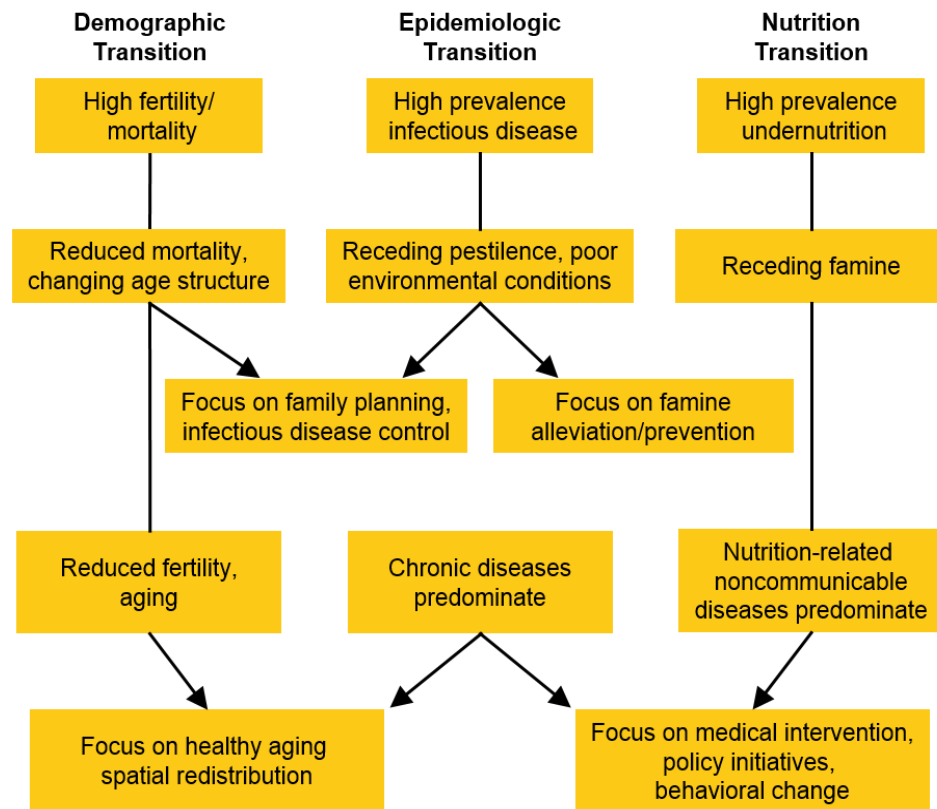 Demographic
Transition
Epidemiologic
Transition
Nutrition
Transition
High fertility/
mortality
High prevalence
infectious disease
High prevalence
undernutrition
Reduced mortality,
changing age structure
Receding pestilence, poor
environmental conditions
Receding famine
Focus on family planning,
infectious disease control
Focus on famine
alleviation/prevention
Reduced fertility,
aging
Chronic diseases
predominate
Nutrition-related
noncommunicable
diseases predominate
Focus on healthy aging
spatial redistribution
Focus on medical intervention,
policy initiatives,
behavioral change